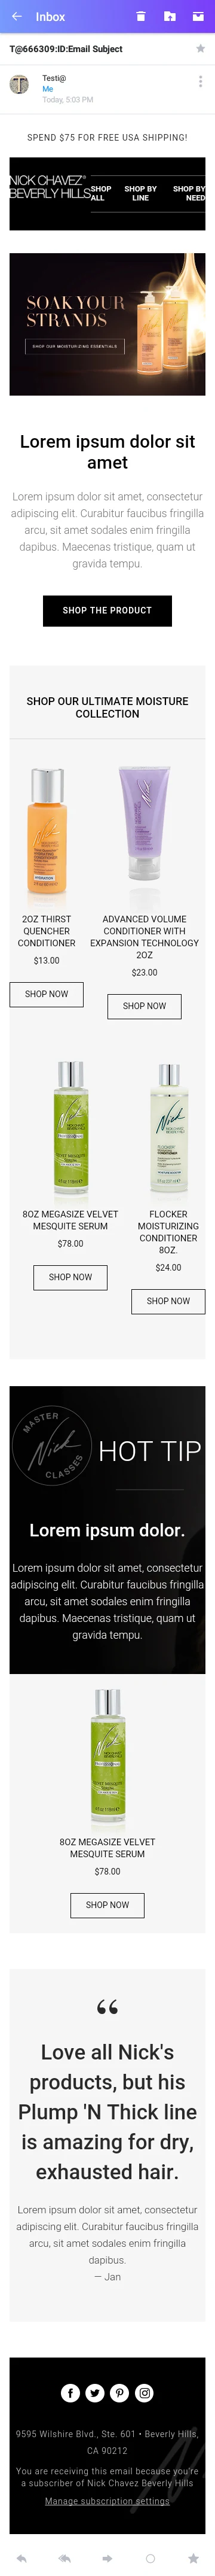 Inbox
T@666309:ID:Email Subject
Testi@
Me
Today, 5:03 PM
SPEND $75 FOR FREE USA SHIPPING!
NICK CHAVEZ
BEVERLY HILLS
SHOP ALL
SHOP BY LINE
SHOP BY NEED
SOAK YOUR
STRANDS
SHOP OUR MOISTURIZING ESSENTIALS
Lorem ipsum dolor sit
amet
Lorem ipsum dolor sit amet, consectetur
adipiscing elit. Curabitur faucibus fringilla
arcu, sit amet sodales enim fringilla
dapibus. Maecenas tristique, quam ut
gravida tempu.
SHOP THE PRODUCT
SHOP OUR ULTIMATE MOISTURE
COLLECTION
2OZ THIRST
QUENCHER
CONDITIONER
$13.00
SHOP NOW
ADVANCED VOLUME
CONDITIONER WITH
EXPANSION TECHNOLOGY
2OZ
$23.00
SHOP NOW
8OZ MEGASIZE VELVET
MESQUITE SERUM
$78.00
SHOP NOW
FLOCKER
MOISTURIZING
CONDITIONER
8OZ.
$24.00
SHOP NOW
MASTER
Nick
CLASSES
HOT TIP
Lorem ipsum dolor.
Lorem ipsum dolor sit amet, consectetur
adipiscing elit. Curabitur faucibus fringilla
arcu, sit amet sodales enim fringilla
dapibus. Maecenas tristique, quam ut
gravida tempu.
8OZ MEGASIZE VELVET
MESQUITE SERUM
$78.00
SHOP NOW
“
Love all Nick's
products, but his
Plump 'N Thick line
is amazing for dry,
exhausted hair.
Lorem ipsum dolor sit amet, consectetur
adipiscing elit. Curabitur faucibus fringilla
arcu, sit amet sodales enim fringilla
dapibus.
— Jan
9595 Wilshire Blvd., Ste. 601 • Beverly Hills,
CA 90212
You are receiving this email because you're
a subscriber of Nick Chavez Beverly Hills
Manage subscription settings